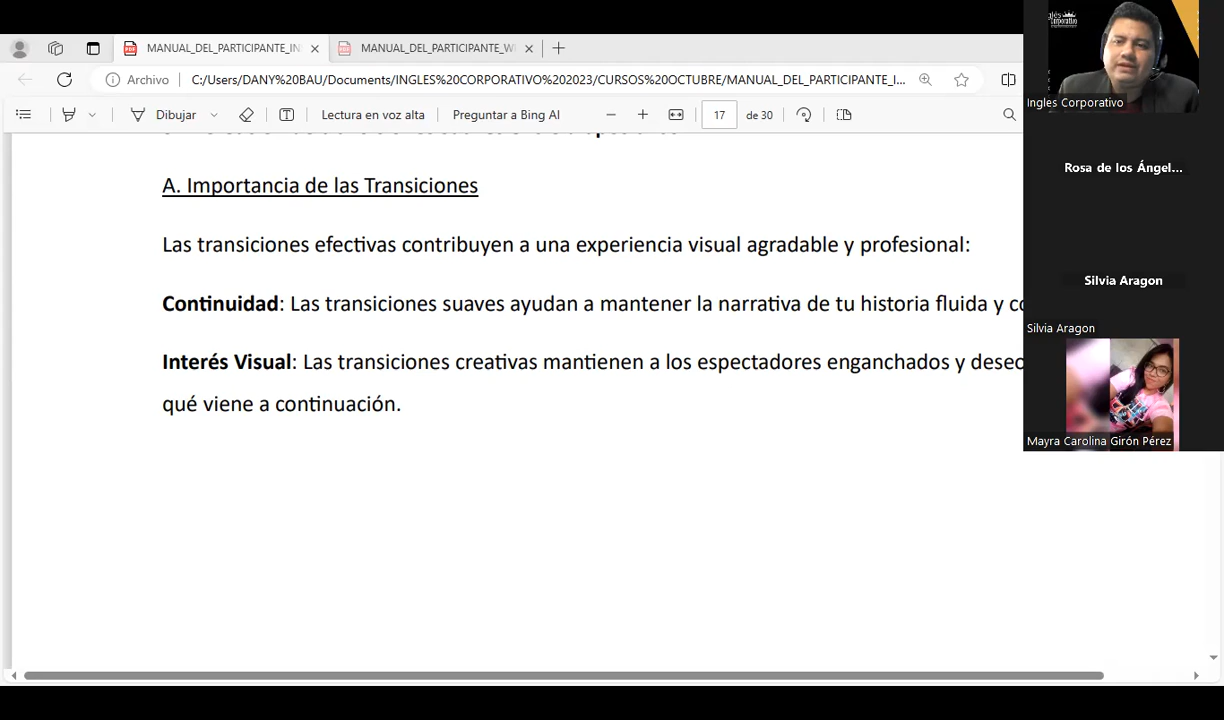 MANUAL_DEL_PARTICIPANTE_IN
MANUAL_DEL_PARTICIPANTE_W
Archivo
C:/Users/DANY%20BAU/Documents/INGLES%20CORPORATIVO%202023/CURSOS%20OCTUBRE/MANUAL_DEL_PARTICIPANTE_I...
Dibujar
Lectura en voz alta
Preguntar a Bing AI
17
de 30
A. Importancia de las Transiciones
Las transiciones efectivas contribuyen a una experiencia visual agradable y profesional:
Continuidad: Las transiciones suaves ayudan a mantener la narrativa de tu historia fluida y co
Interés Visual: Las transiciones creativas mantienen a los espectadores enganchados y deseo
qué viene a continuación.
Ingles Corporativo
Rosa de los Ángel...
Silvia Aragon
Silvia Aragon
Mayra Carolina Girón Pérez